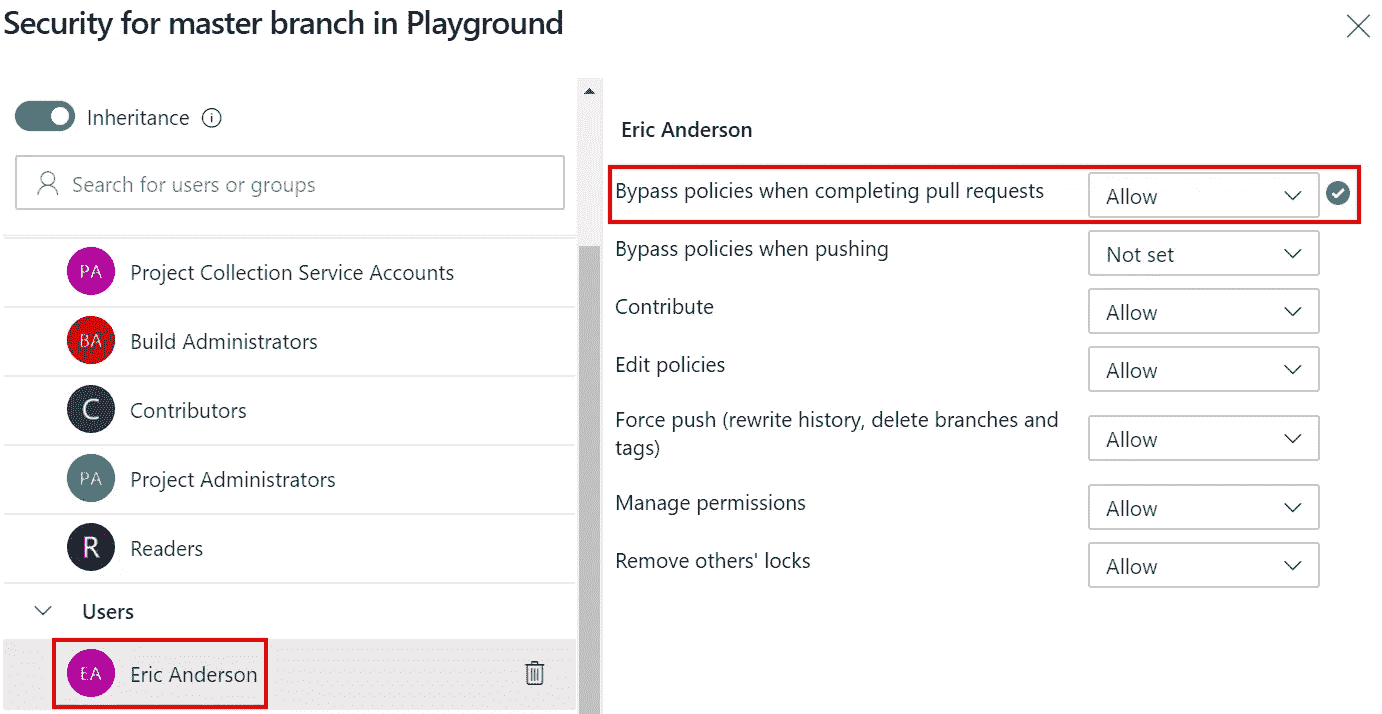 Security for master branch in Playground
Inheritance
Search for users or groups
PA Project Collection Service Accounts
BA Build Administrators
C Contributors
PA Project Administrators
R Readers
Users
EA Eric Anderson
Eric Anderson
Bypass policies when completing pull requests Allow
Bypass policies when pushing Not set
Contribute Allow
Edit policies Allow
Force push (rewrite history, delete branches and
tags) Allow
Manage permissions Allow
Remove others' locks Allow